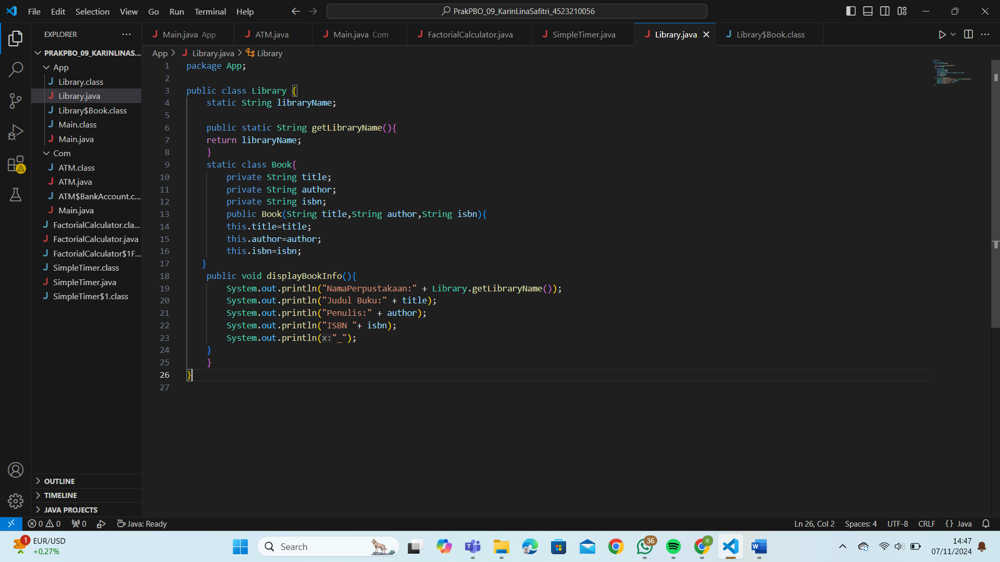 File Edit Selection View Go Run Terminal Help
PrakPBO_09_KarinLinaSafitri_4523210056
EXPLORER
Main.java App ATM.java Main.java Com FactorialCalculator.java SimpleTimer.java Library.java Library$Book.class
PRAKPBO_09_KARINLINAS...
App
Library.class
Library.java
Library$Book.class
Main.class
Main.java
Com
ATM.class
ATM.java
ATM$BankAccount.c...
Main.java
FactorialCalculator.cla...
FactorialCalculator.java
FactorialCalculator$1F...
SimpleTimer.class
SimpleTimer.java
SimpleTimer$1.class
OUTLINE
TIMELINE
JAVA PROJECTS
App > Library.java > Library
1 package App;
2
3 public class Library {
4 static String libraryName;
5
6 public static String getLibraryName(){
7 return libraryName;
8 }
9 static class Book{
10 private String title;
11 private String author;
12 private String isbn;
13 public Book(String title,String author,String isbn){
14 this.title=title;
15 this.author=author;
16 this.isbn=isbn;
17 }
18 public void displayBookInfo(){
19 System.out.println("NamaPerpustakaan:" + Library.getLibraryName());
20 System.out.println("Judul Buku:" + title);
21 System.out.println("Penulis:" + author);
22 System.out.println("ISBN "+ isbn);
23 System.out.println(x:"_");
24 }
25 }
26 }
27
0 0 0 Java: Ready Ln 26, Col 2 Spaces: 4 UTF-8 CRLF {} Java
1 EUR/USD
+0,27%
Search
36
K
14:47
07/11/2024